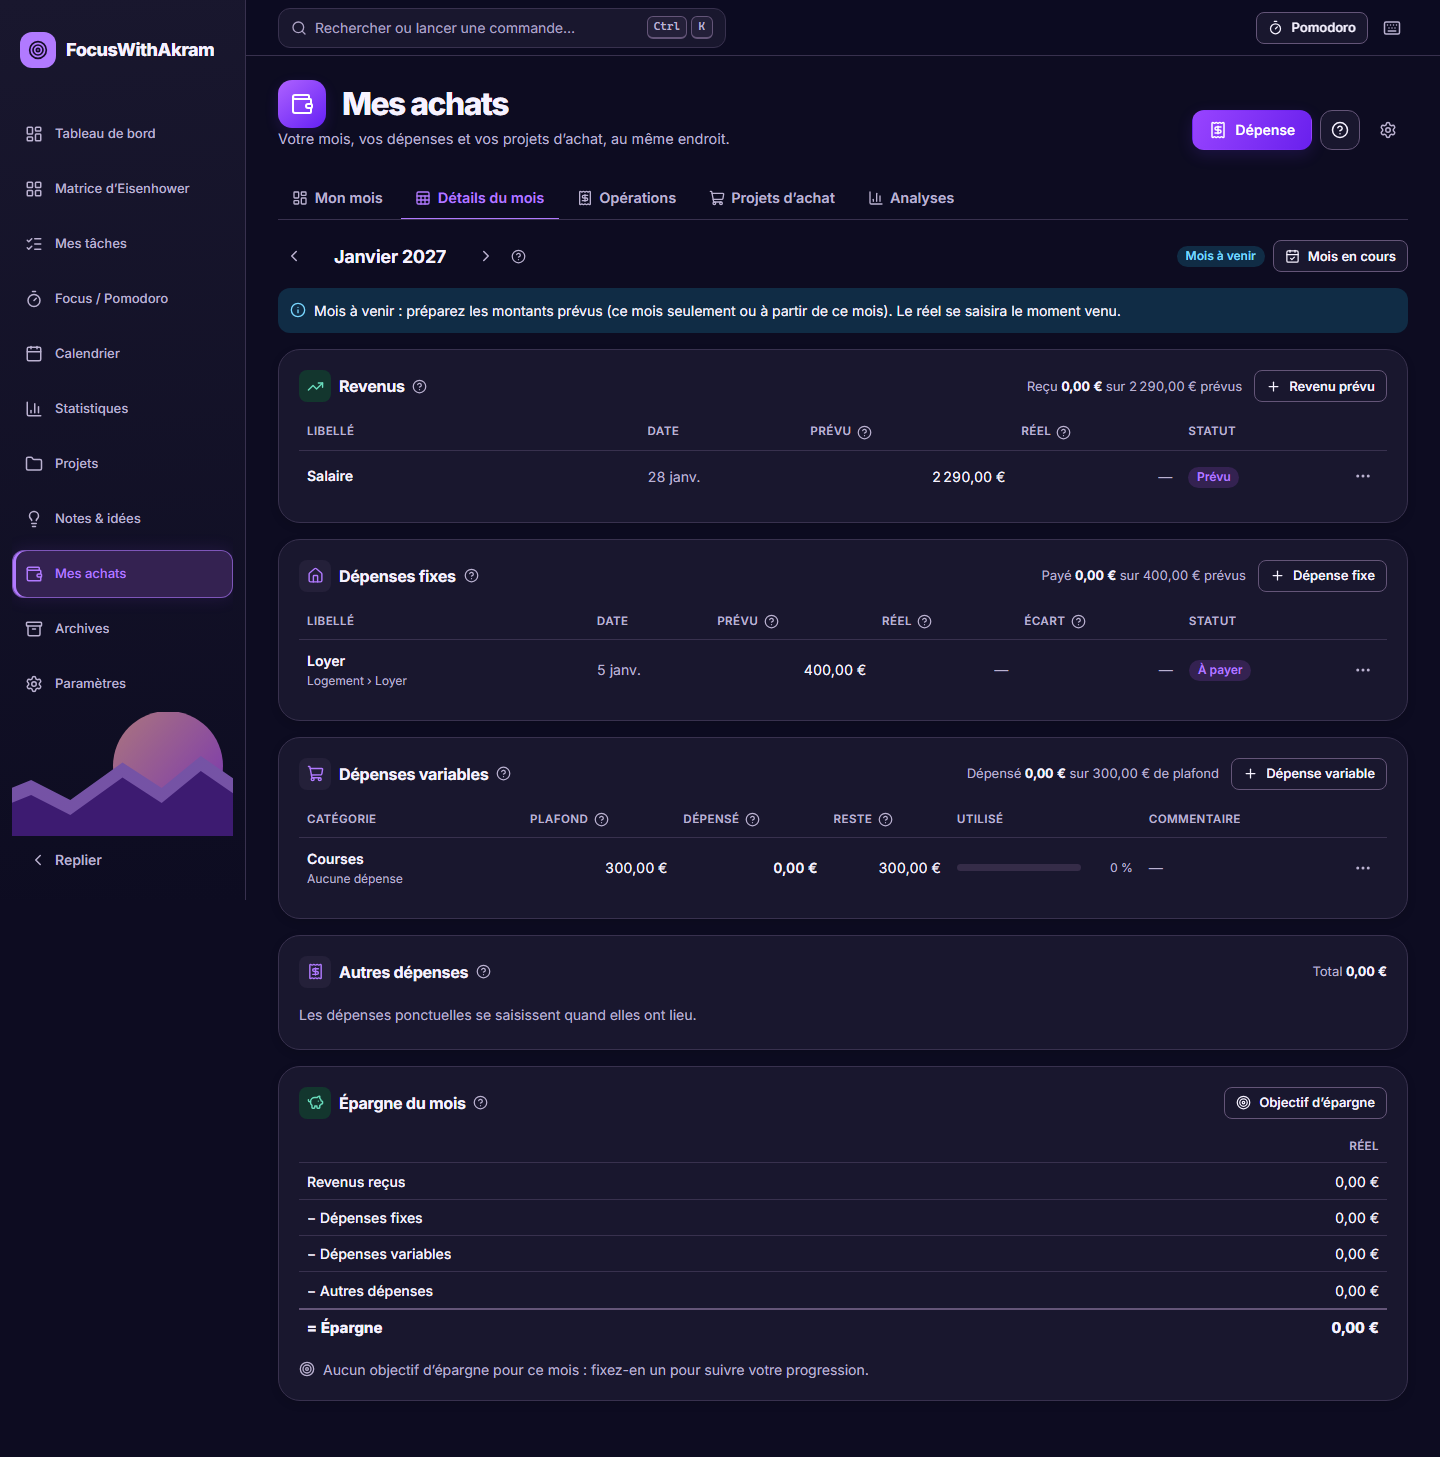 FocusWithAkram
Rechercher ou lancer une commande... Ctrl K
Pomodoro
Tableau de bord
Matrice d’Eisenhower
Mes tâches
Focus / Pomodoro
Calendrier
Statistiques
Projets
Notes & idées
Mes achats
Archives
Paramètres
Replier
Mes achats
Votre mois, vos dépenses et vos projets d’achat, au même endroit.
Dépense
Mon mois Détails du mois Opérations Projets d’achat Analyses
Janvier 2027
Mois à venir Mois en cours
Mois à venir : préparez les montants prévus (ce mois seulement ou à partir de ce mois). Le réel se saisira le moment venu.
Revenus Reçu 0,00 € sur 2 290,00 € prévus + Revenu prévu
LIBELLÉ DATE PRÉVU RÉEL STATUT
Salaire 28 janv. 2 290,00 € — Prévu
Dépenses fixes Payé 0,00 € sur 400,00 € prévus + Dépense fixe
LIBELLÉ DATE PRÉVU RÉEL ÉCART STATUT
Loyer 5 janv. 400,00 € — — À payer
Logement › Loyer
Dépenses variables Dépensé 0,00 € sur 300,00 € de plafond + Dépense variable
CATÉGORIE PLAFOND DÉPENSÉ RESTE UTILISÉ COMMENTAIRE
Courses 300,00 € 0,00 € 300,00 € 0 % —
Aucune dépense
Autres dépenses Total 0,00 €
Les dépenses ponctuelles se saisissent quand elles ont lieu.
Épargne du mois Objectif d’épargne
RÉEL
Revenus reçus 0,00 €
− Dépenses fixes 0,00 €
− Dépenses variables 0,00 €
− Autres dépenses 0,00 €
= Épargne 0,00 €
Aucun objectif d’épargne pour ce mois : fixez-en un pour suivre votre progression.